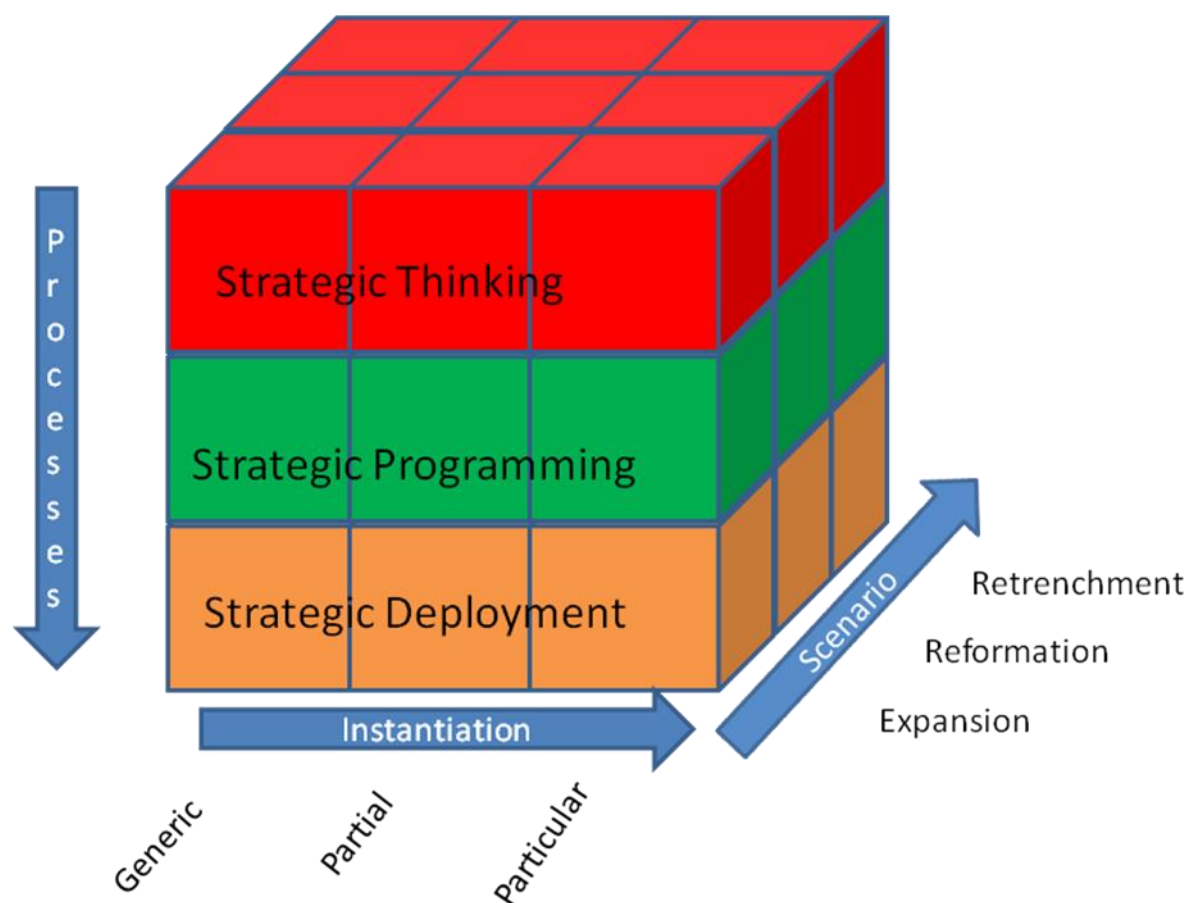 Processes
Strategic Thinking
Strategic Programming
Strategic Deployment
Instantiation
Generic
Partial
Particular
Scenario
Retrenchment
Reformation
Expansion